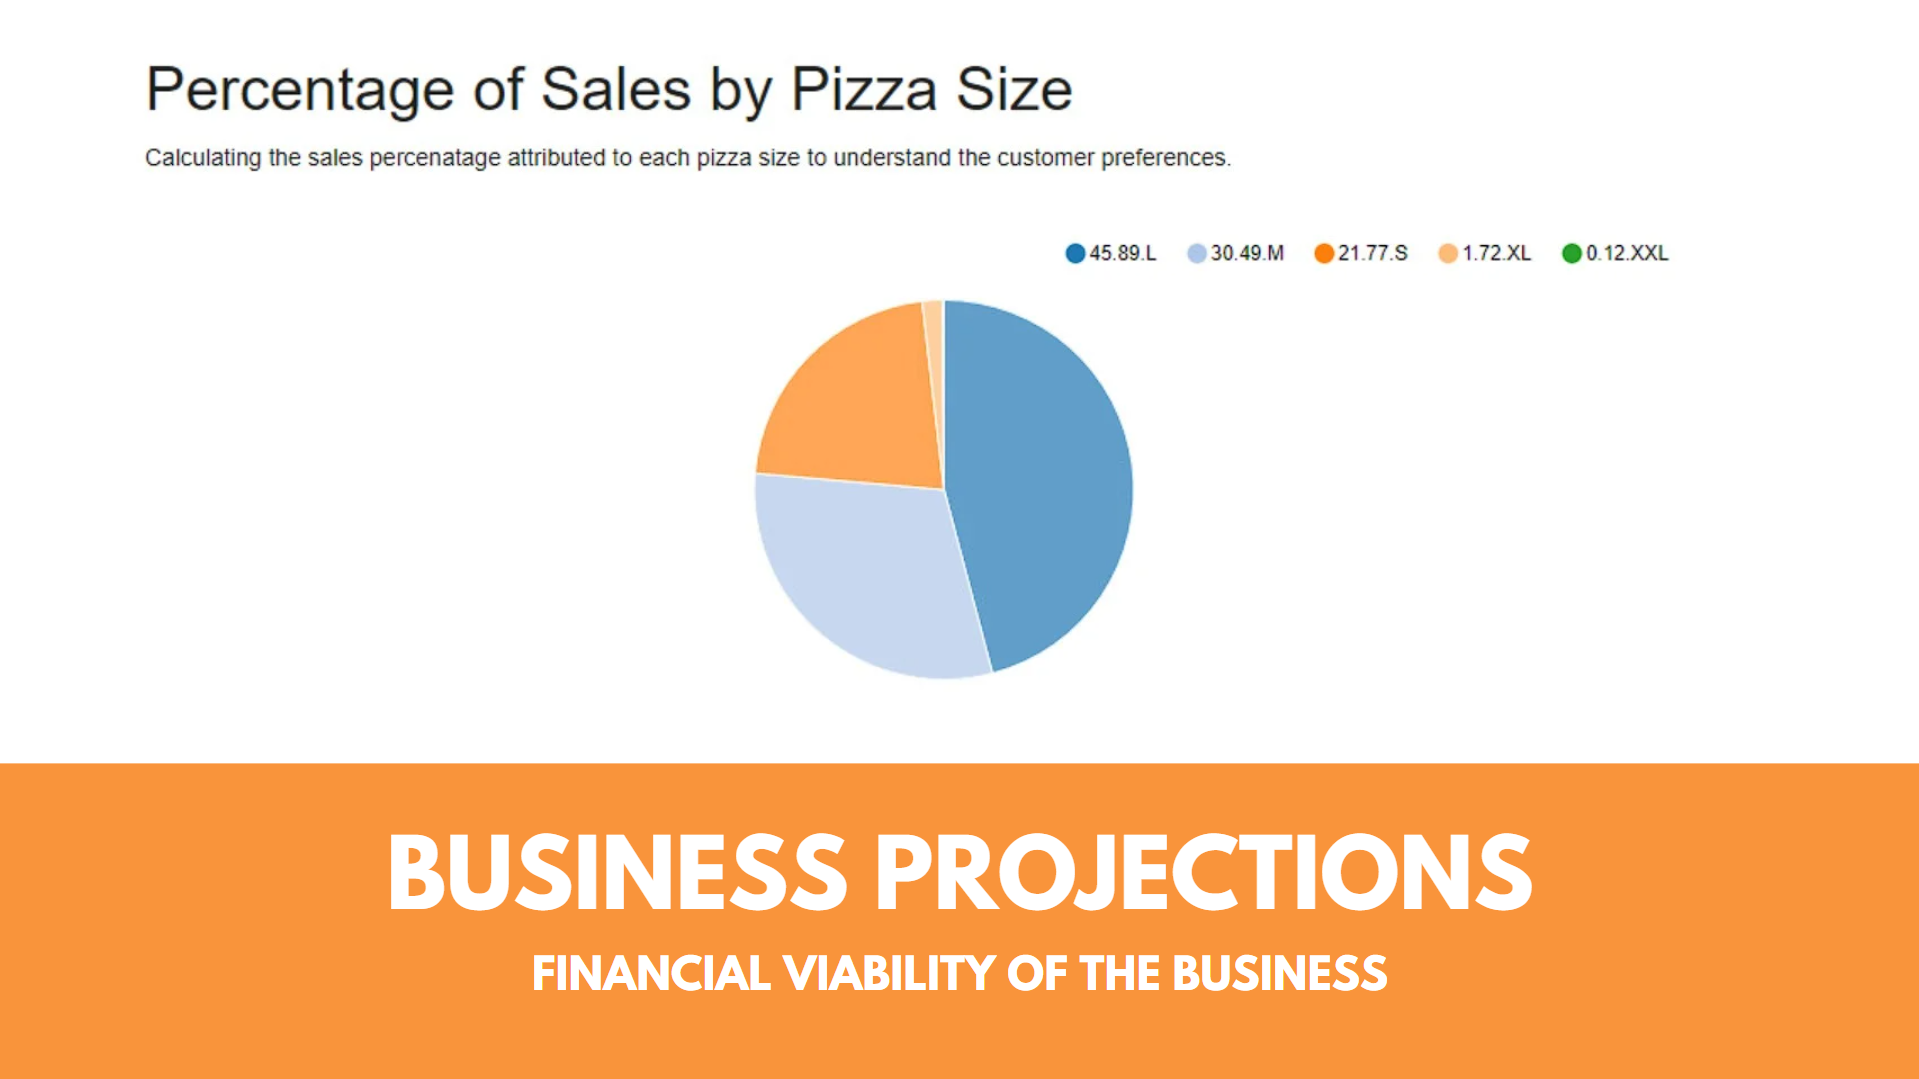 Percentage of Sales by Pizza Size
Calculating the sales percenatage attributed to each pizza size to understand the customer preferences.
45.89.L 30.49.M 21.77.S 1.72.XL 0.12.XXL
BUSINESS PROJECTIONS
FINANCIAL VIABILITY OF THE BUSINESS